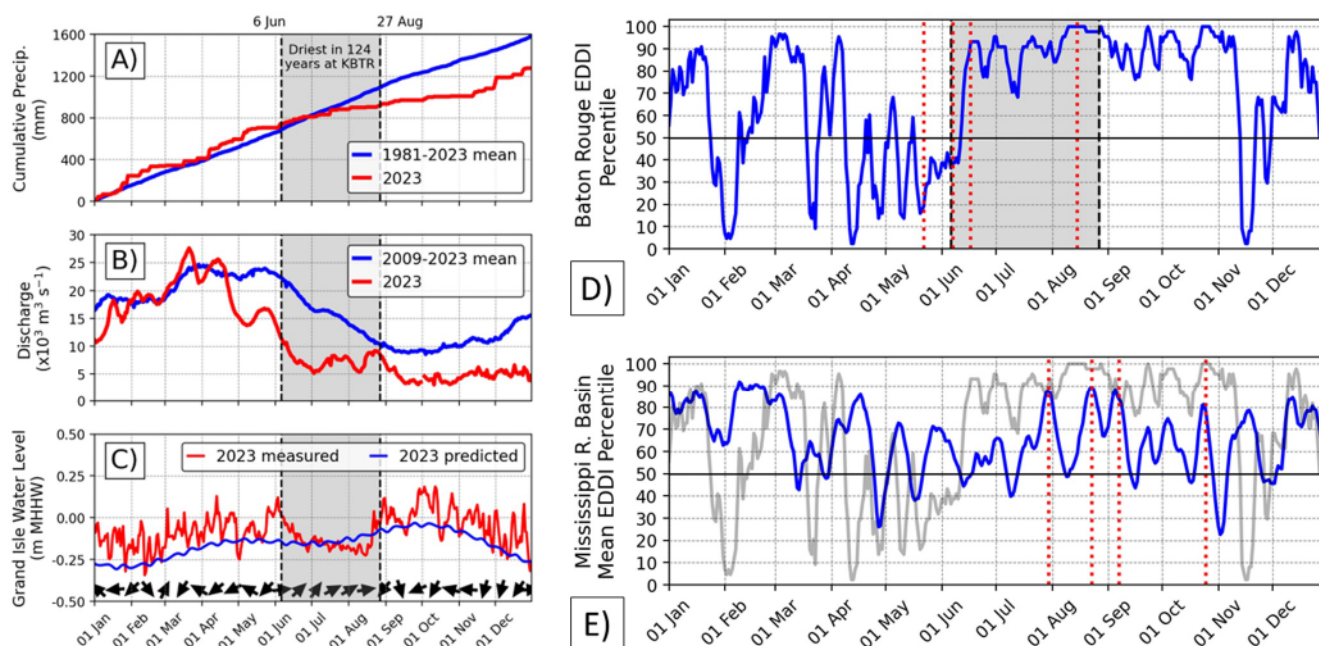 6 Jun 27 Aug
A)
Driest in 124
years at KBTR
Cumulative Precip.
(mm)
1600
1200
800
400
0
1981-2023 mean
2023
B)
Discharge
(x10³ m³ s⁻¹)
30
25
20
15
10
5
0
2009-2023 mean
2023
C)
Grand Isle Water Level
(m MHHW)
0.50
0.25
0.00
-0.25
-0.50
2023 measured 2023 predicted
01 Jan 01 Feb 01 Mar 01 Apr 01 May 01 Jun 01 Jul 01 Aug 01 Sep 01 Oct 01 Nov 01 Dec
Baton Rouge EDDI
Percentile
100
90
80
70
60
50
40
30
20
10
0
D)
01 Jan 01 Feb 01 Mar 01 Apr 01 May 01 Jun 01 Jul 01 Aug 01 Sep 01 Oct 01 Nov 01 Dec
Mississippi R. Basin
Mean EDDI Percentile
100
90
80
70
60
50
40
30
20
10
0
E)
01 Jan 01 Feb 01 Mar 01 Apr 01 May 01 Jun 01 Jul 01 Aug 01 Sep 01 Oct 01 Nov 01 Dec